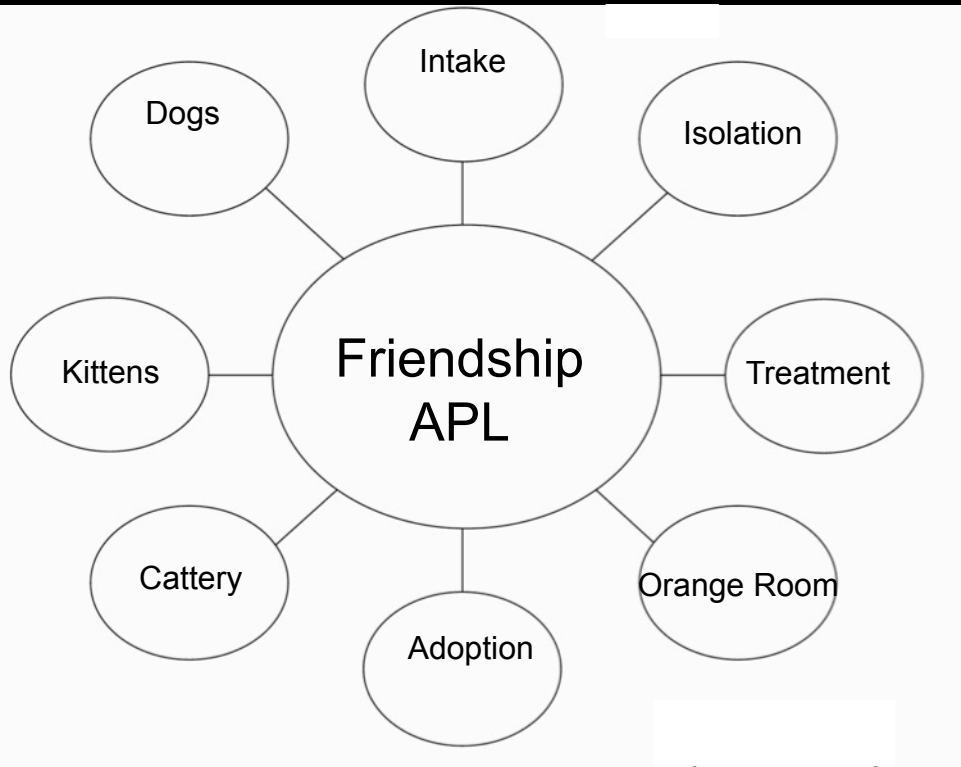 Intake
Dogs
Isolation
Friendship
APL
Kittens
Treatment
Cattery
Orange Room
Adoption